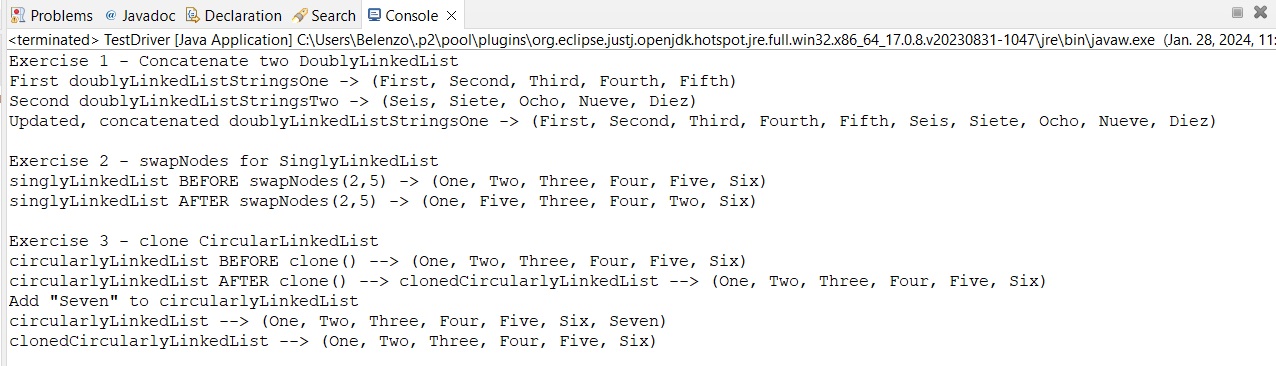 Problems @ Javadoc Declaration Search Console
<terminated> TestDriver [Java Application] C:\Users\Belenzo\.p2\pool\plugins\org.eclipse.justj.openjdk.hotspot.jre.full.win32.x86_64_17.0.8.v20230831-1047\jre\bin\javaw.exe (Jan. 28, 2024, 11:
Exercise 1 - Concatenate two DoublyLinkedList
First doublyLinkedListStringsOne -> (First, Second, Third, Fourth, Fifth)
Second doublyLinkedListStringsTwo -> (Seis, Siete, Ocho, Nueve, Diez)
Updated, concatenated doublyLinkedListStringsOne -> (First, Second, Third, Fourth, Fifth, Seis, Siete, Ocho, Nueve, Diez)
Exercise 2 - swapNodes for SinglyLinkedList
singlyLinkedList BEFORE swapNodes(2,5) -> (One, Two, Three, Four, Five, Six)
singlyLinkedList AFTER swapNodes(2,5) -> (One, Five, Three, Four, Two, Six)
Exercise 3 - clone CircularLinkedList
circularlyLinkedList BEFORE clone() --> (One, Two, Three, Four, Five, Six)
circularlyLinkedList AFTER clone() --> clonedCircularlyLinkedList --> (One, Two, Three, Four, Five, Six)
Add "Seven" to circularlyLinkedList
circularlyLinkedList --> (One, Two, Three, Four, Five, Six, Seven)
clonedCircularlyLinkedList --> (One, Two, Three, Four, Five, Six)